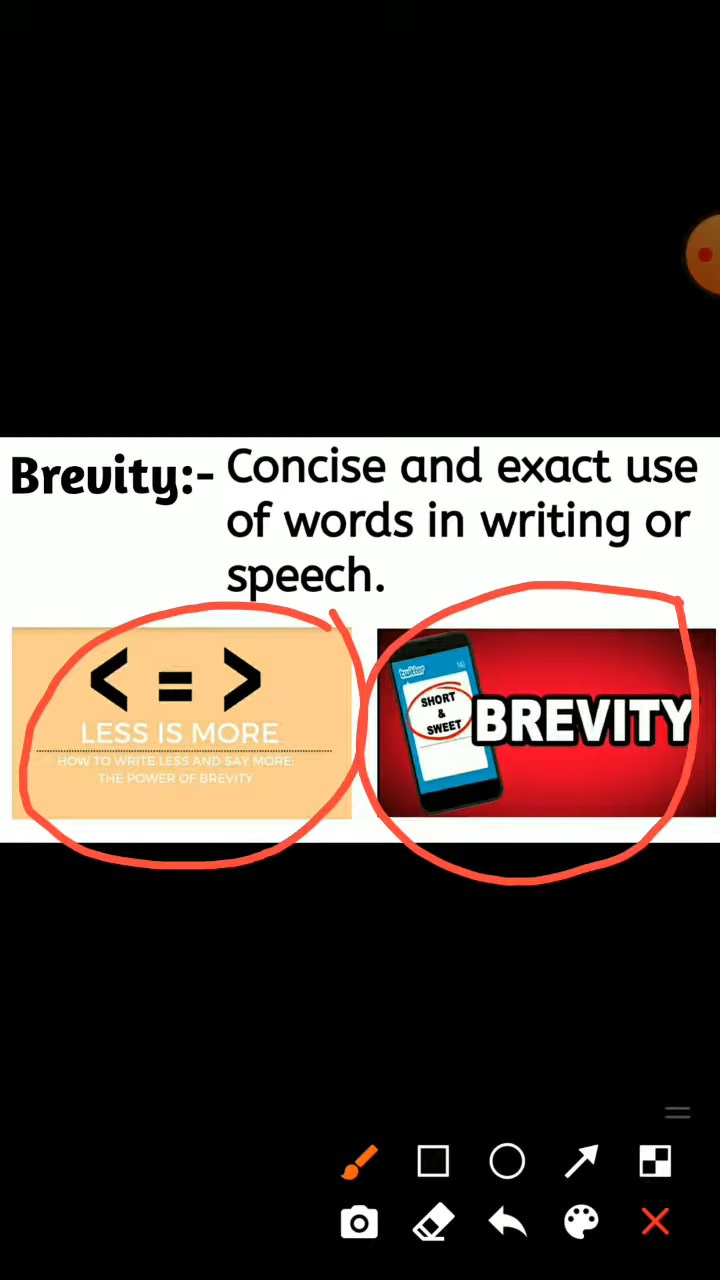 Brevity:- Concise and exact use
of words in writing or
speech.
< = >
LESS IS MORE
HOW TO WRITE LESS AND SAY MORE:
THE POWER OF BREVITY
twitter 140
SHORT
&
SWEET
BREVITY